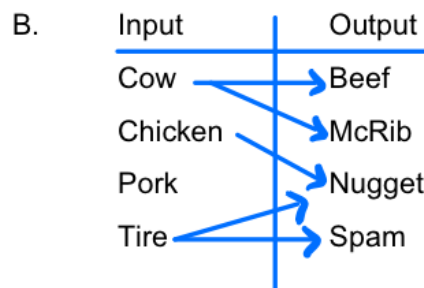 B. Input Output
Cow Beef
Chicken McRib
Pork Nugget
Tire Spam